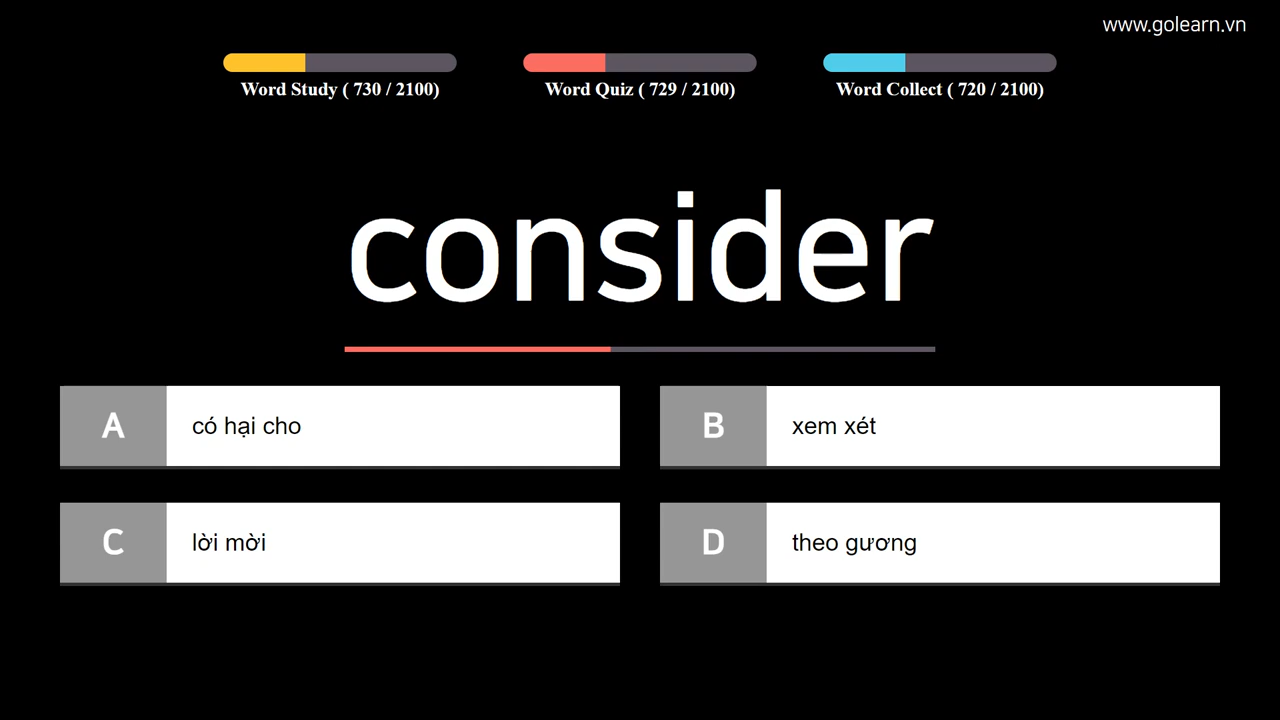 www.golearn.vn
Word Study ( 730 / 2100)
Word Quiz ( 729 / 2100)
Word Collect ( 720 / 2100)
consider
A có hại cho
B xem xét
C lời mời
D theo gương